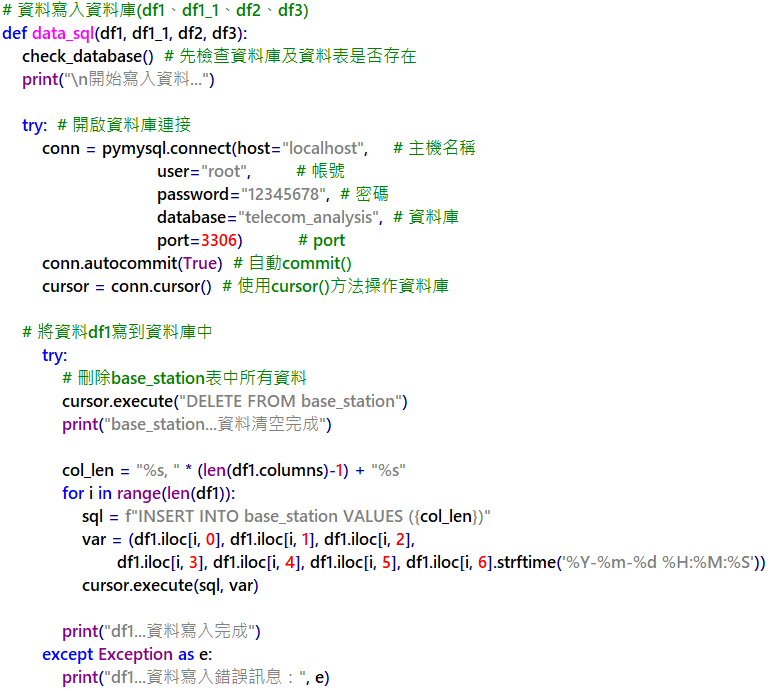 # 資料寫入資料庫(df1、df1_1、df2、df3)
def data_sql(df1, df1_1, df2, df3):
    check_database()  # 先檢查資料庫及資料表是否存在
    print("\n開始寫入資料...")

    try:  # 開啟資料庫連接
        conn = pymysql.connect(host="localhost",     # 主機名稱
                               user="root",         # 帳號
                               password="12345678",  # 密碼
                               database="telecom_analysis",  # 資料庫
                               port=3306)           # port
        conn.autocommit(True)  # 自動commit()
        cursor = conn.cursor()  # 使用cursor()方法操作資料庫

    # 將資料df1寫到資料庫中
        try:
            # 刪除base_station表中所有資料
            cursor.execute("DELETE FROM base_station")
            print("base_station...資料清空完成")

            col_len = "%s, " * (len(df1.columns)-1) + "%s"
            for i in range(len(df1)):
                sql = f"INSERT INTO base_station VALUES ({col_len})"
                var = (df1.iloc[i, 0], df1.iloc[i, 1], df1.iloc[i, 2],
                       df1.iloc[i, 3], df1.iloc[i, 4], df1.iloc[i, 5], df1.iloc[i, 6].strftime('%Y-%m-%d %H:%M:%S'))
                cursor.execute(sql, var)

            print("df1...資料寫入完成")
        except Exception as e:
            print("df1...資料寫入錯誤訊息：", e)